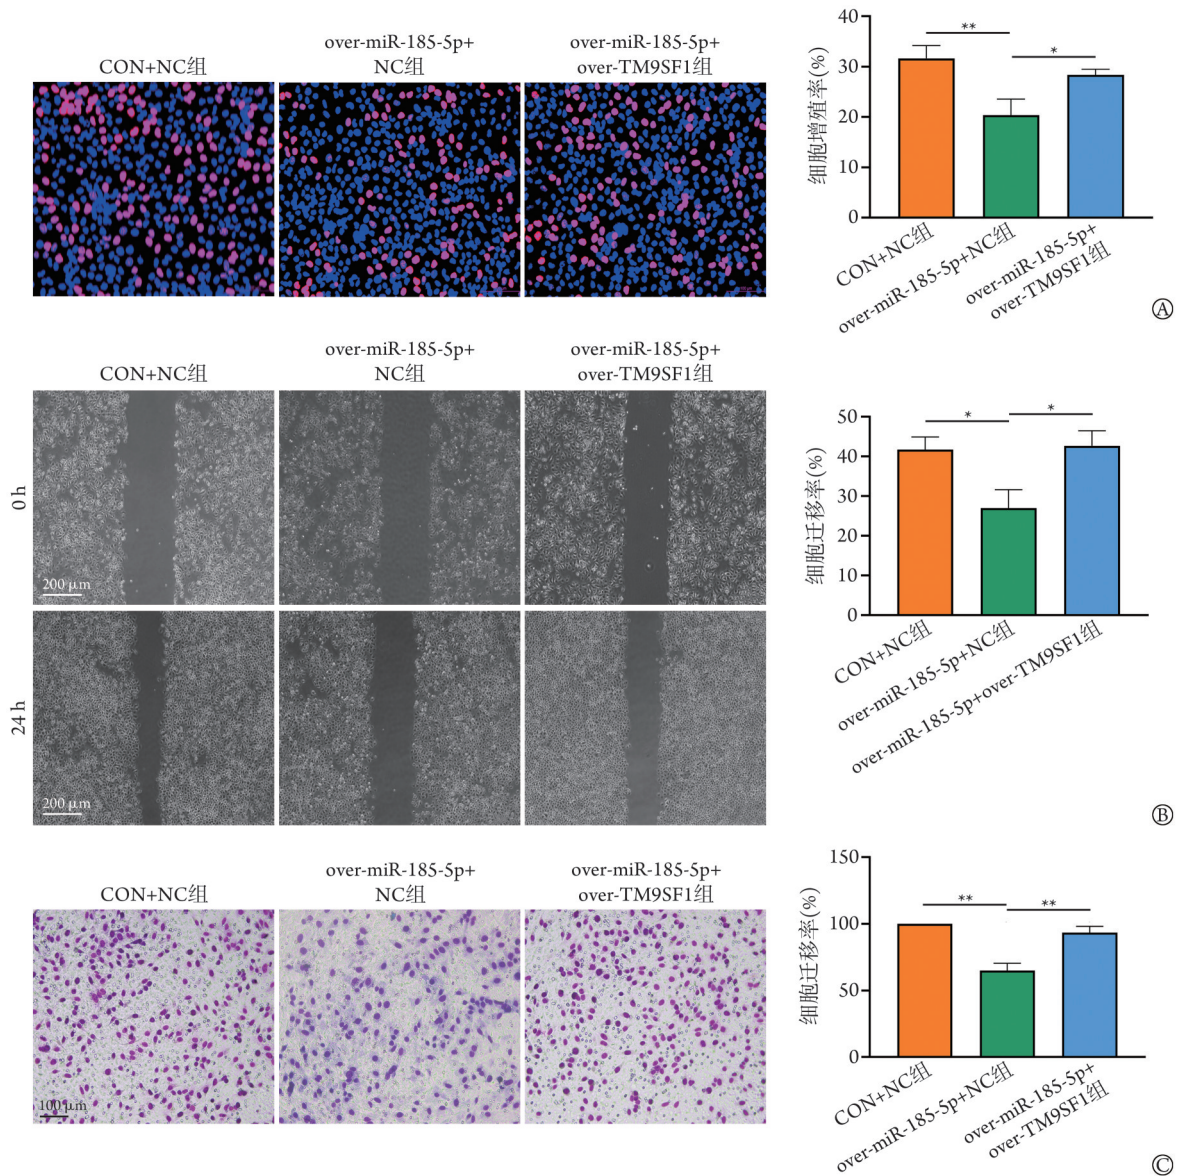 CON+NC组
over-miR-185-5p+
NC组
over-miR-185-5p+
over-TM9SF1组
细胞增殖率(%)
40
30
20
10
0
**
*
CON+NC组
over-miR-185-5p+NC组
over-miR-185-5p+
over-TM9SF1组
Ⓐ
CON+NC组
over-miR-185-5p+
NC组
over-miR-185-5p+
over-TM9SF1组
0 h
200 μm
24 h
200 μm
细胞迁移率(%)
50
40
30
20
10
0
*
*
CON+NC组
over-miR-185-5p+NC组
over-miR-185-5p+over-TM9SF1组
Ⓑ
CON+NC组
over-miR-185-5p+
NC组
over-miR-185-5p+
over-TM9SF1组
100 μm
细胞迁移率(%)
150
100
50
0
**
**
CON+NC组
over-miR-185-5p+NC组
over-miR-185-5p+
over-TM9SF1组
Ⓒ